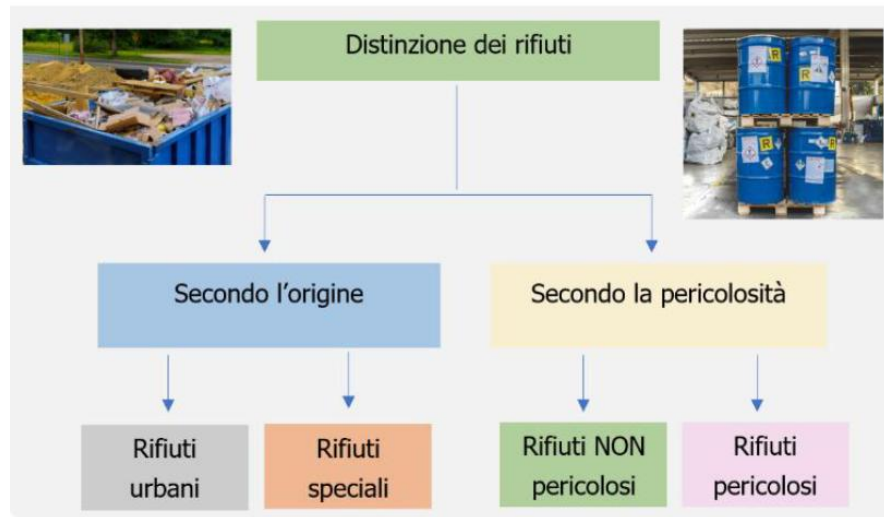 Distinzione dei rifiuti
R
R
R
R
Secondo l'origine
Secondo la pericolosità
Rifiuti
urbani
Rifiuti
speciali
Rifiuti NON
pericolosi
Rifiuti
pericolosi